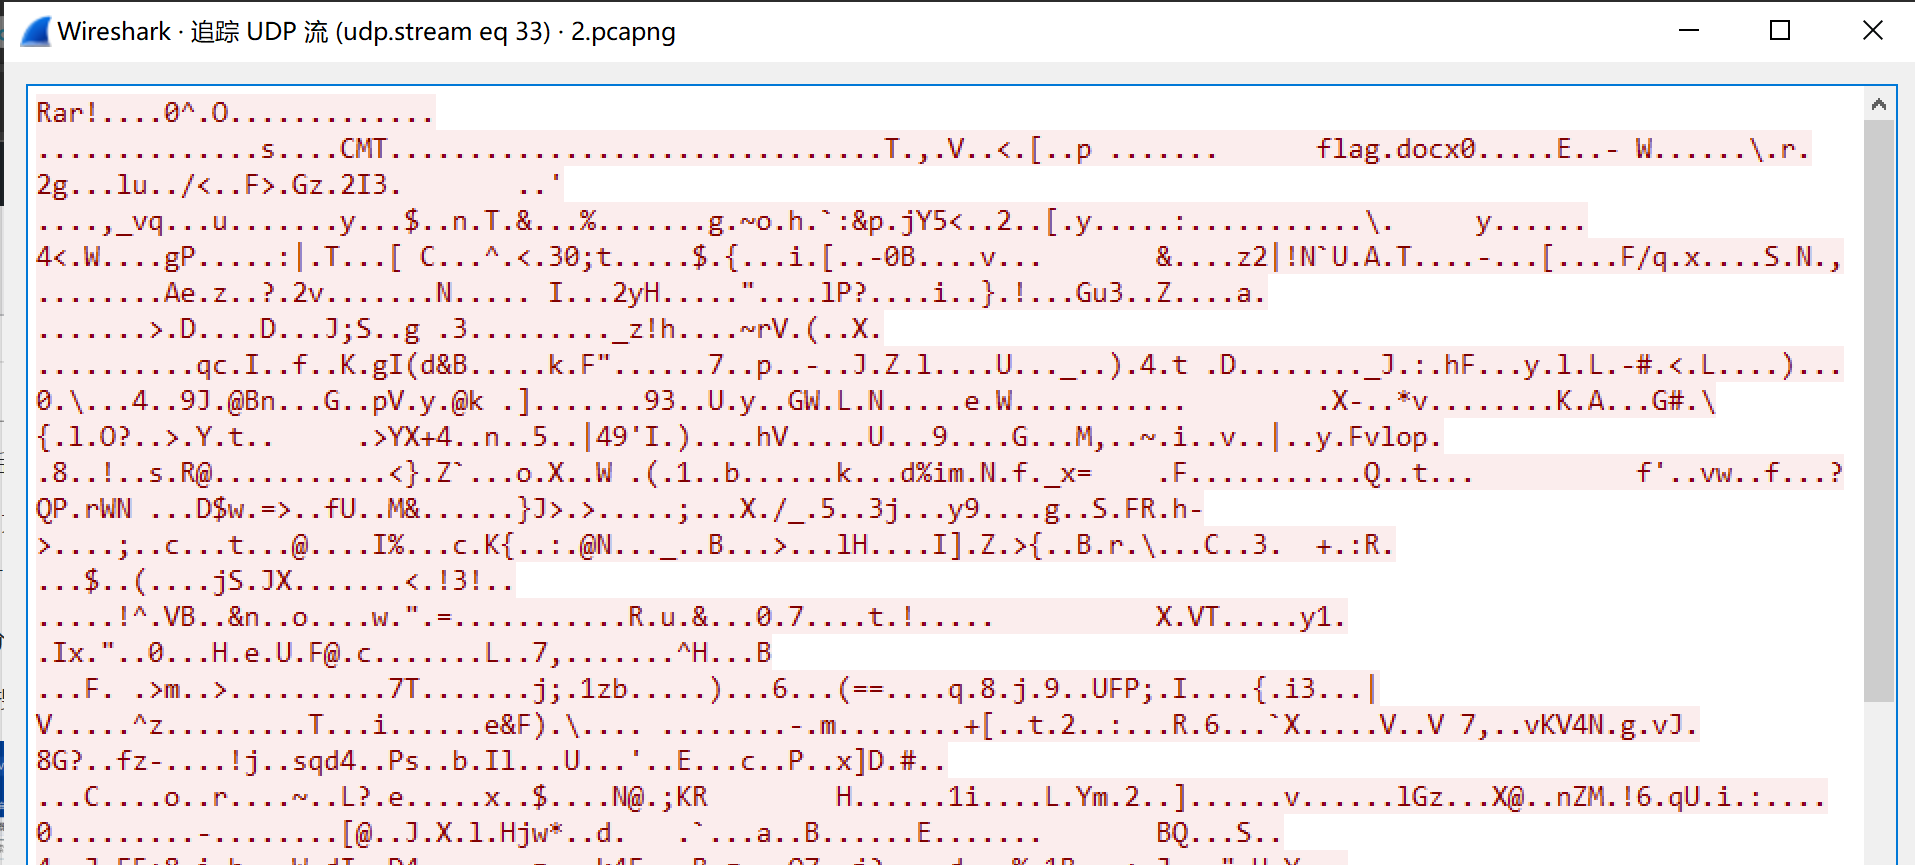 Wireshark · 追踪 UDP 流 (udp.stream eq 33) · 2.pcapng
Rar!....0^.O.............
..............s....CMT...............................T.,.V..<.[..p .......      flag.docx0.....E..- W......\.r.
2g...lu../<..F>.Gz.2I3.       ..'
....,_vq...u.......y...$..n.T.&...%.......g.~o.h.`:&p.jY5<..2..[.y.....:...........\.     y......
4<.W....gP.....:|.T...[ C...^.<.30;t.....$.{...i.[..-0B....v...       &....z2|!N`U.A.T....-...[....F/q.x....S.N.,
........Ae.z..?.2v.......N..... I...2yH....."....lP?....i..}.!...Gu3..Z....a.
.......>.D....D...J;S..g .3........._z!h....~rV.(..X.
..........qc.I..f..K.gI(d&B.....k.F"......7..p..-..J.Z.l....U..._..).4.t .D........_J.:.hF...y.l.L.-#.<.L....)...
0.\...4..9J.@Bn...G..pV.y.@k .].......93..U.y..GW.L.N.....e.W...........        .X-..*v........K.A...G#.\
{.l.O?..>.Y.t..     .>YX+4..n..5..|49'I.)....hV.....U...9....G...M,..~.i..v..|..y.Fvlop.
.8..!..s.R@...........<}.Z`...o.X..W .(.1..b......k...d%im.N.f._x=    .F...........Q..t...          f'..vw..f...?
QP.rWN ...D$w.=>..fU..M&......}J>.>.....;...X./_.5..3j...y9....g..S.FR.h-
>....;..c...t...@....I%...c.K{..:.@N..._..B...>...lH....I].Z.>{..B.r.\...C..3.  +.:R.
...$..(....jS.JX.......<.!3!..
.....!^.VB..&n..o....w.".=...........R.u.&...0.7....t.!.....          X.VT.....y1.
.Ix."..0...H.e.U.F@.c.......L..7,.......^H...B
...F. .>m..>..........7T.......j;.1zb.....)...6...(==....q.8.j.9..UFP;.I....{.i3...|
V.....^z.........T...i......e&F).\.... ........-.m........+[..t.2..:...R.6...`X.....V..V 7,..vKV4N.g.vJ.
8G?..fz-....!j..sqd4..Ps..b.Il...U...'..E...c..P..x]D.#..
...C....o..r....~..L?.e.....x..$....N@.;KR        H......1i....L.Ym.2..]......v......lGz...X@..nZM.!6.qU.i.:....
0.........-........[@..J.X.l.Hjw*..d.   .`...a..B......E.......       BQ...S..